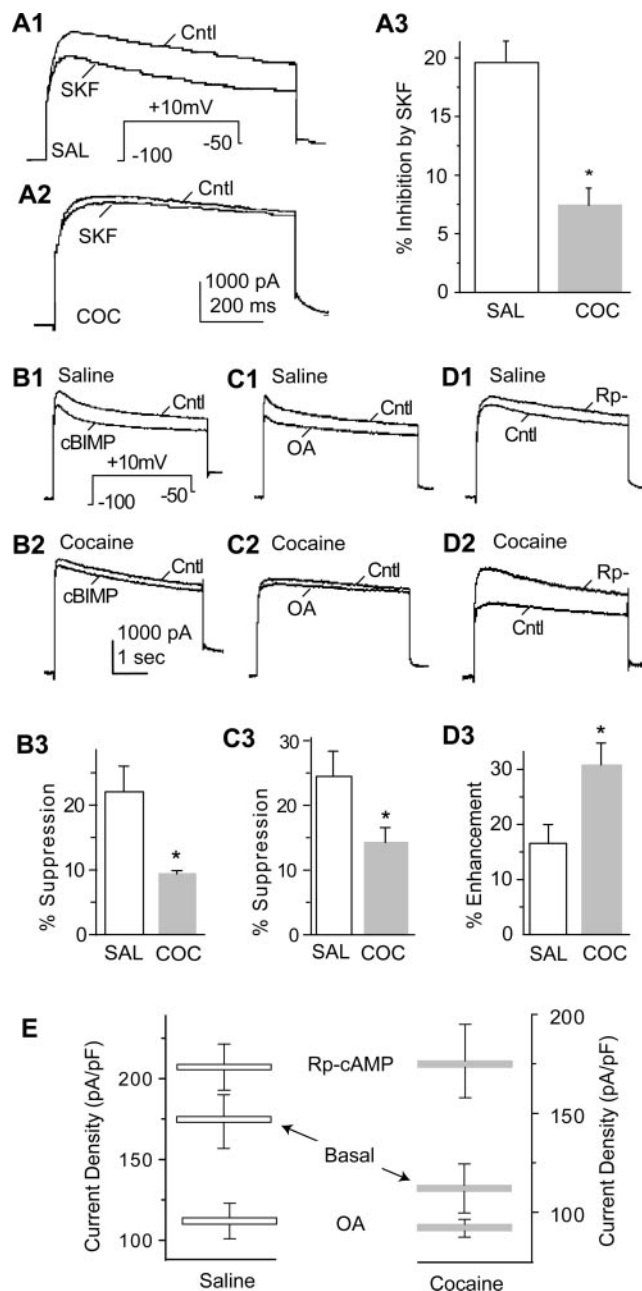 A1
Cntl
SKF
+10mV
-50
-100
SAL
A2
Cntl
SKF
1000 pA
200 ms
COC
A3
% Inhibition by SKF
20
15
10
5
0
*
SAL
COC
B1 Saline
Cntl
cBIMP
+10mV
-50
-100
C1 Saline
Cntl
OA
D1 Saline
Rp-
Cntl
B2 Cocaine
Cntl
cBIMP
1000 pA
1 sec
C2 Cocaine
Cntl
OA
D2 Cocaine
Rp-
Cntl
B3
% Suppression
20
10
0
*
SAL COC
C3
% Suppression
30
20
10
0
*
SAL COC
D3
% Enhancement
30
20
10
0
*
SAL COC
E
Current Density (pA/pF)
200
150
100
Saline
Rp-cAMP
Basal
OA
200
150
100
Current Density (pA/pF)
Cocaine